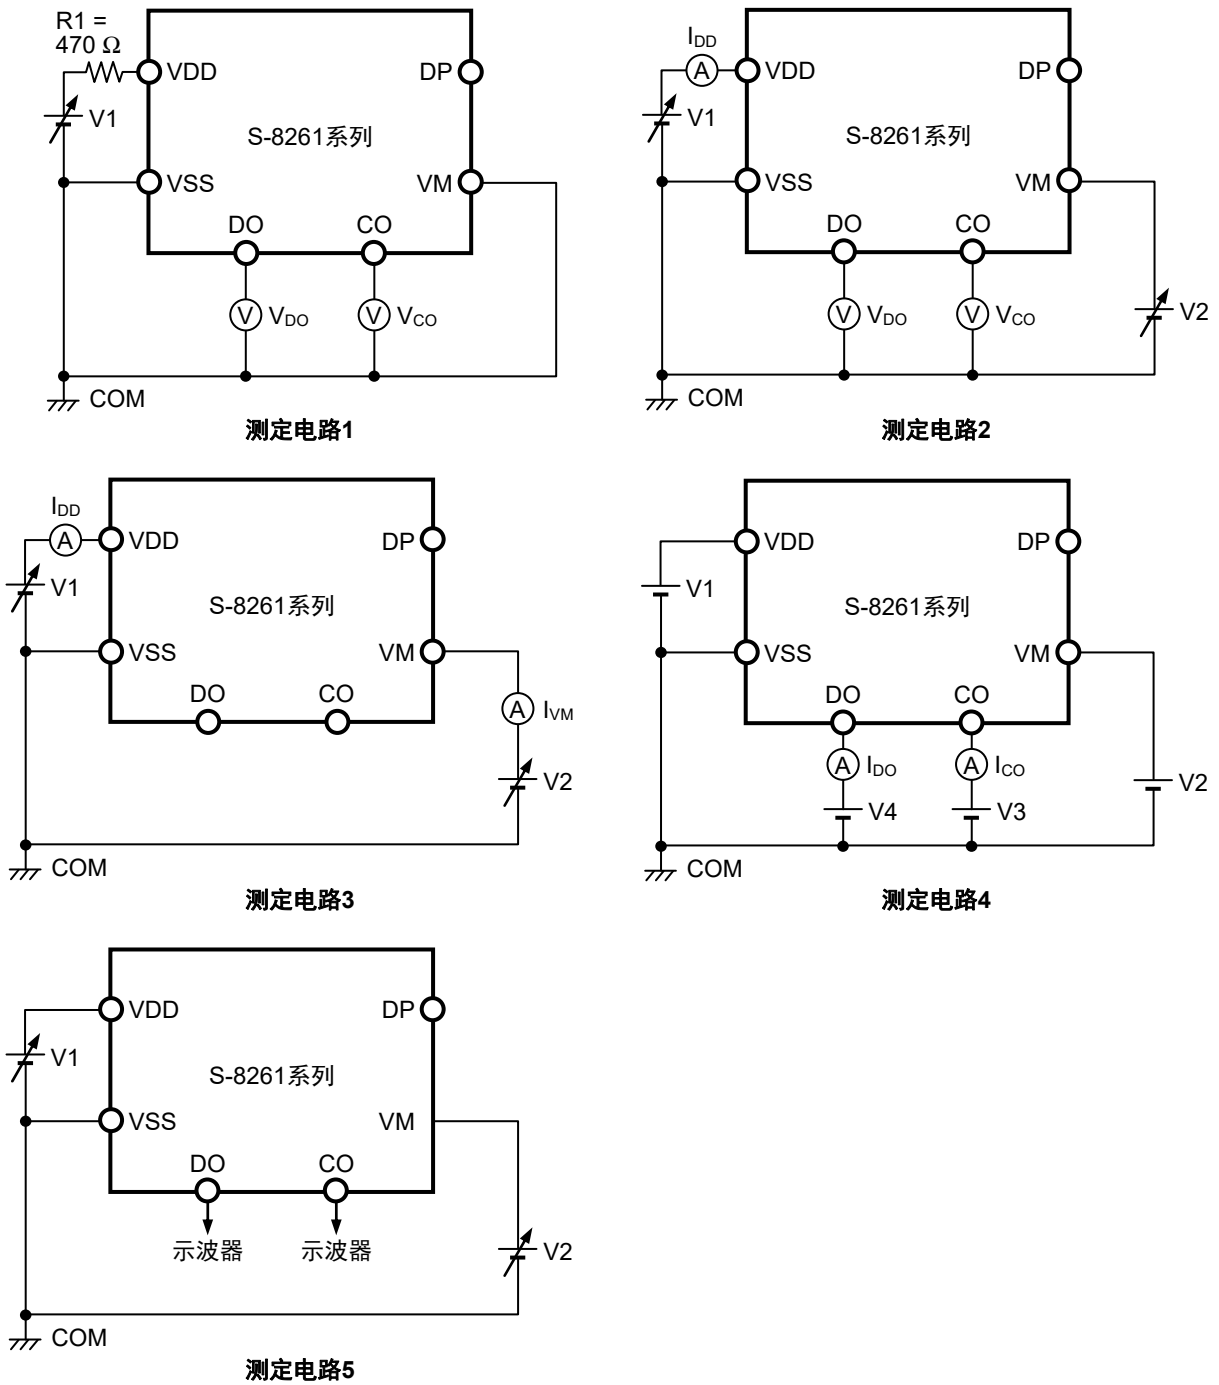 R1 =
470 Ω
VDD
DP
V1
S-8261系列
VSS
VM
DO
CO
V
VDO
V
VCO
COM
测定电路1
IDD
A
VDD
DP
V1
S-8261系列
VSS
VM
DO
CO
V
VDO
V
VCO
V2
COM
测定电路2
IDD
A
VDD
DP
V1
S-8261系列
VSS
VM
DO
CO
A
IVM
V2
COM
测定电路3
VDD
DP
V1
S-8261系列
VSS
VM
DO
CO
A
IDO
A
ICO
V4
V3
V2
COM
测定电路4
VDD
DP
V1
S-8261系列
VSS
VM
DO
CO
示波器
示波器
V2
COM
测定电路5